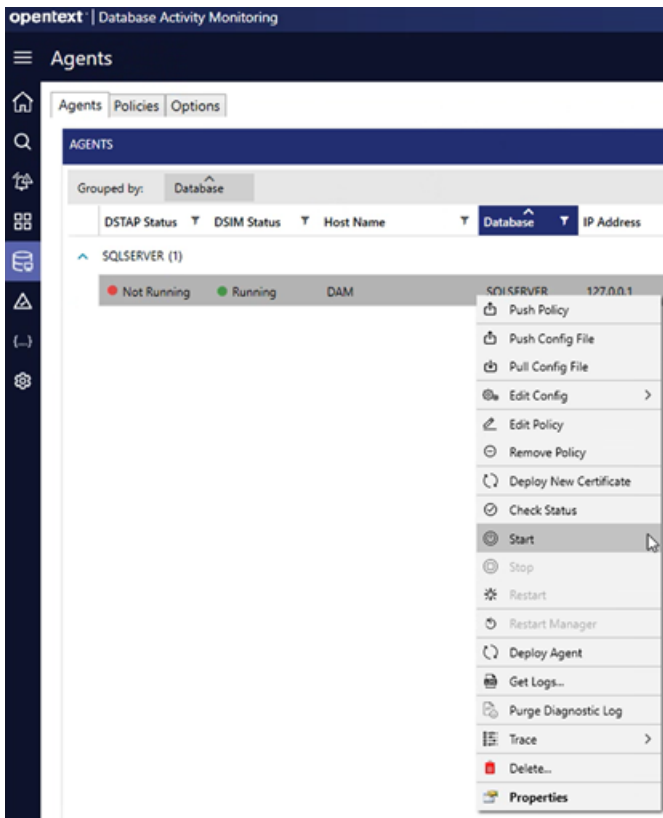 opentext | Database Activity Monitoring
Agents
Agents Policies Options
AGENTS
Grouped by: Database
DSTAP Status DSIM Status Host Name Database IP Address
SQLSERVER (1)
Not Running Running DAM SQLSERVER 127.0.0.1
Push Policy
Push Config File
Pull Config File
Edit Config
Edit Policy
Remove Policy
Deploy New Certificate
Check Status
Start
Stop
Restart
Restart Manager
Deploy Agent
Get Logs...
Purge Diagnostic Log
Trace
Delete...
Properties